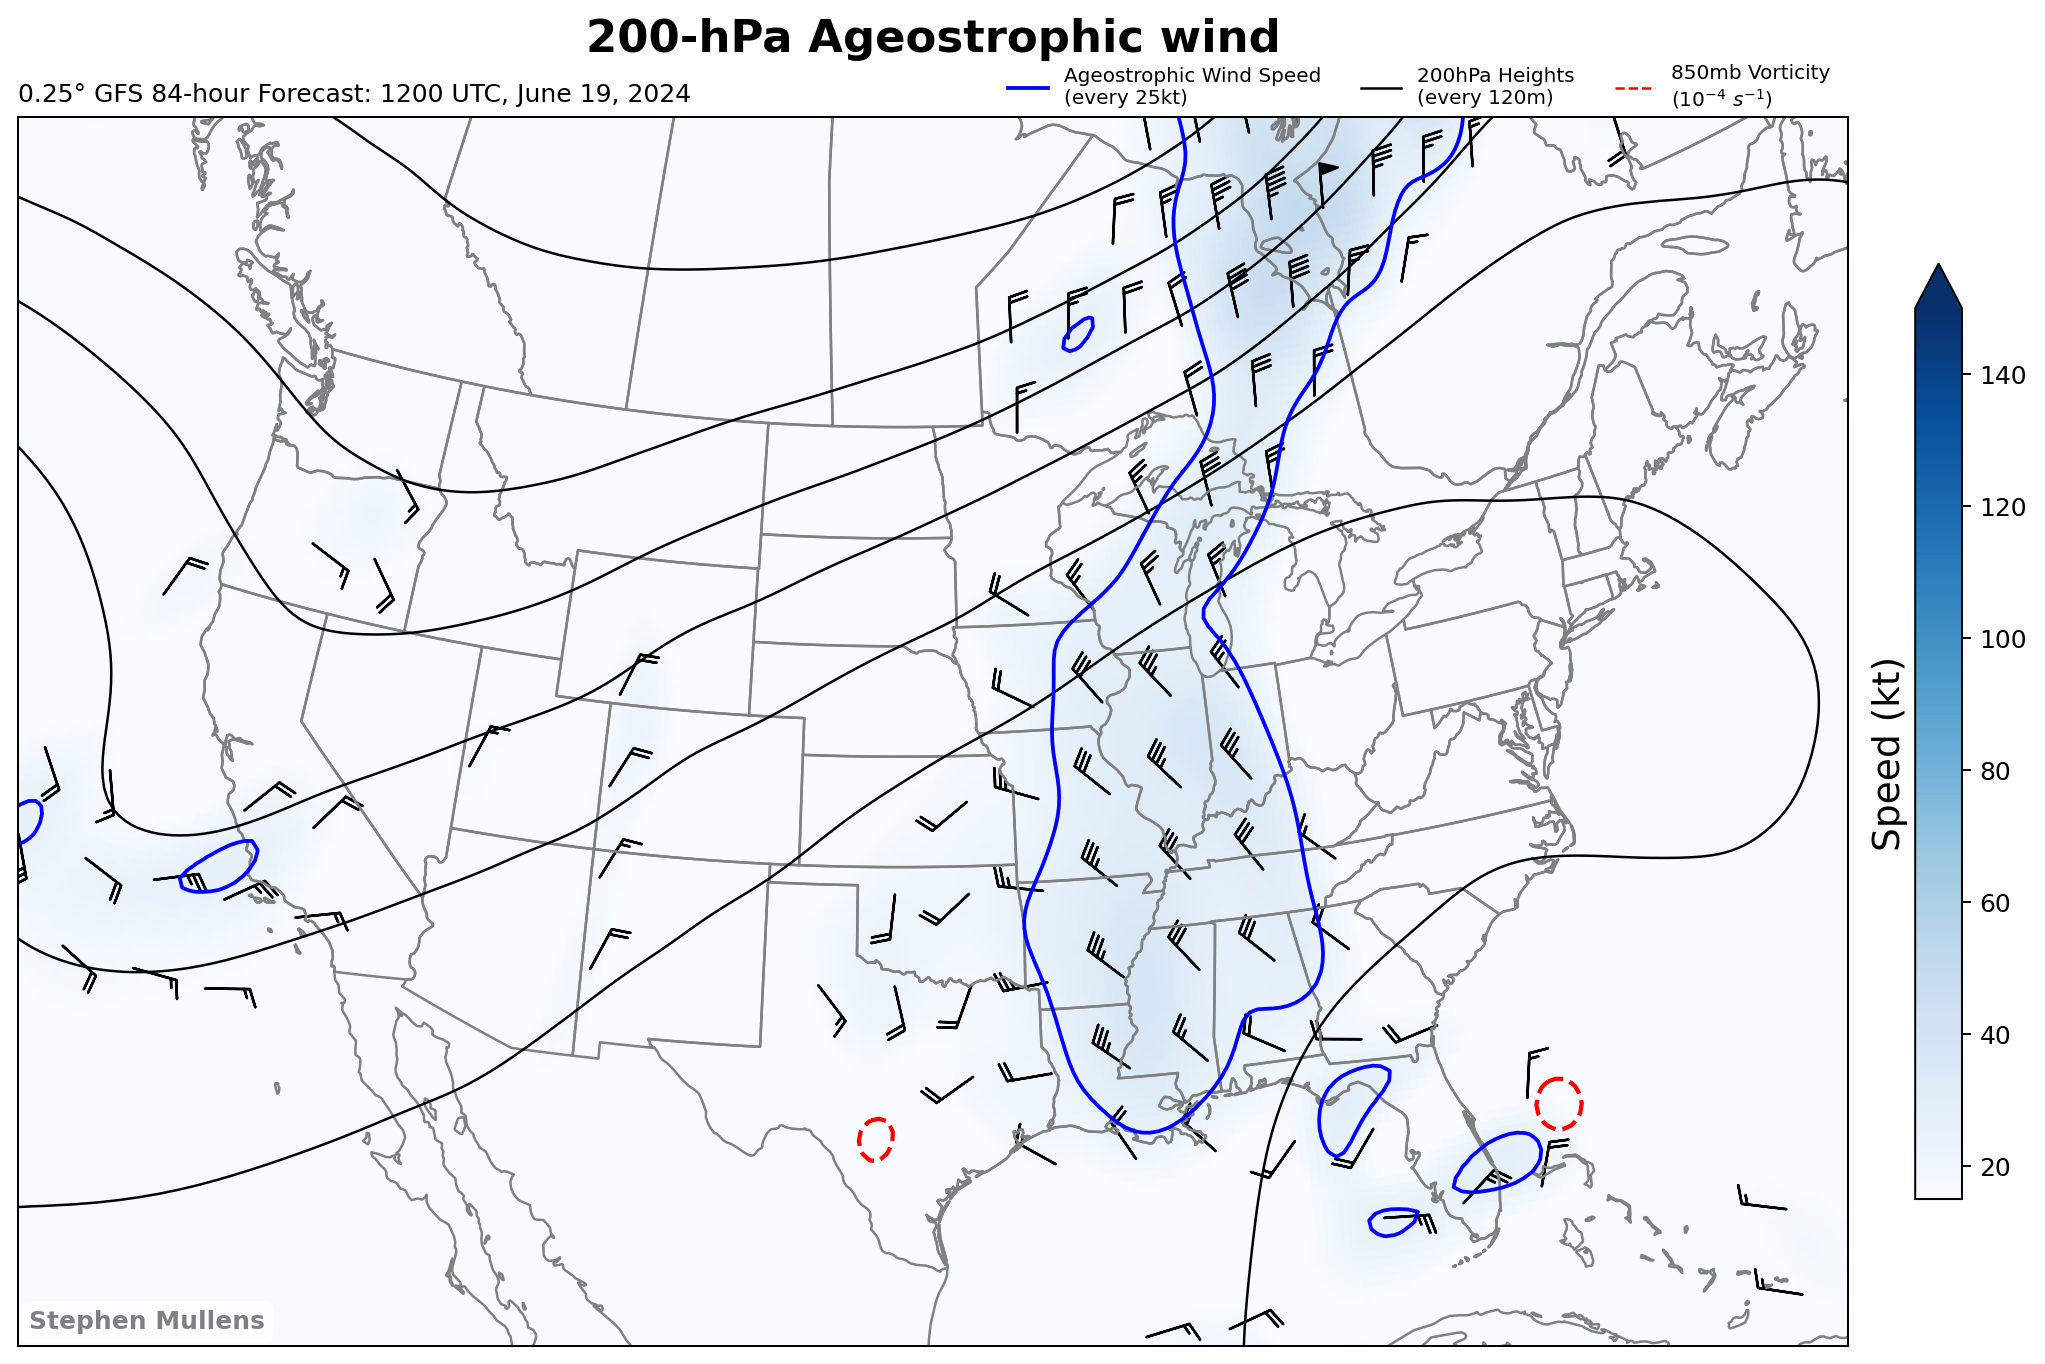 200-hPa Ageostrophic wind
0.25° GFS 84-hour Forecast: 1200 UTC, June 19, 2024
Ageostrophic Wind Speed
(every 25kt)
200hPa Heights
(every 120m)
850mb Vorticity
(10⁻⁴ s⁻¹)
140
120
100
80
60
40
20
Speed (kt)
Stephen Mullens